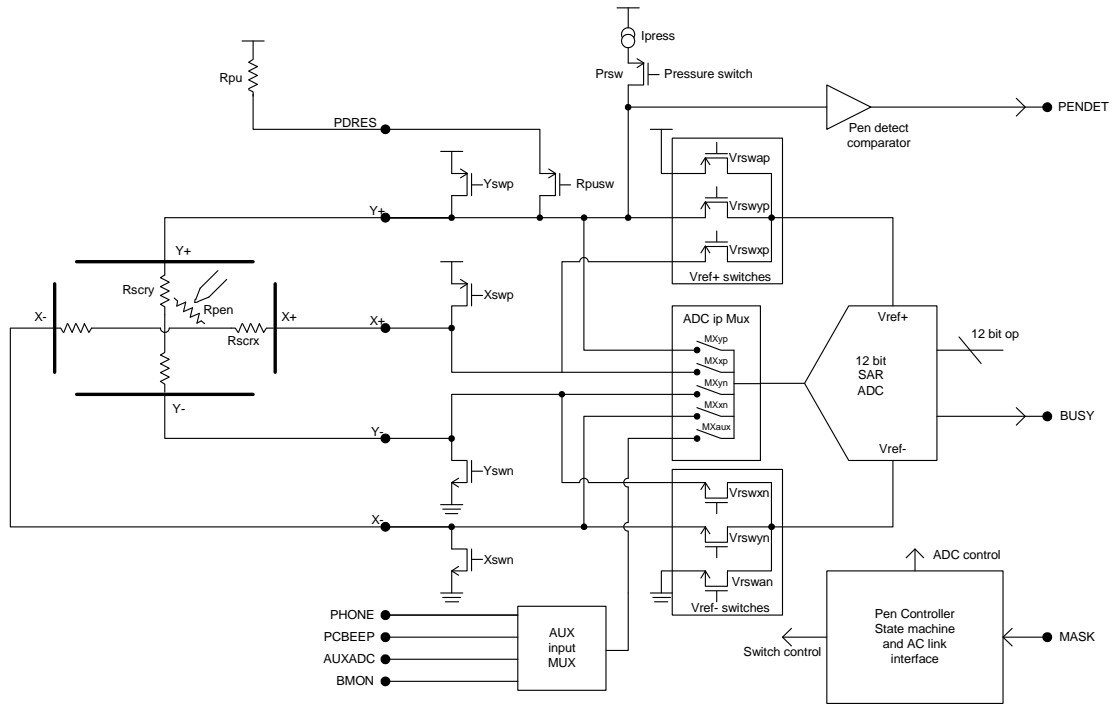 Ipress
Rpu
Prsw
Pressure switch
PDRES
PENDET
Pen detect
comparator
Vrswap
Yswp
Rpusw
Vrswyp
Y+
Vrswxp
Y+
Vref+ switches
Rscry
Rpen
Xswp
X-
X+
X+
ADC ip Mux
Vref+
12 bit op
Rscrx
MXyp
MXxp
12 bit
SAR
ADC
MXyn
MXxn
Y-
MXaux
BUSY
Y-
Vref-
Yswn
Vrswxn
X-
Vrswyn
Xswn
ADC control
Vrswan
Vref- switches
PHONE
PCBEEP
AUXADC
BMON
AUX
input
MUX
Switch control
Pen Controller
State machine
and AC link
interface
MASK